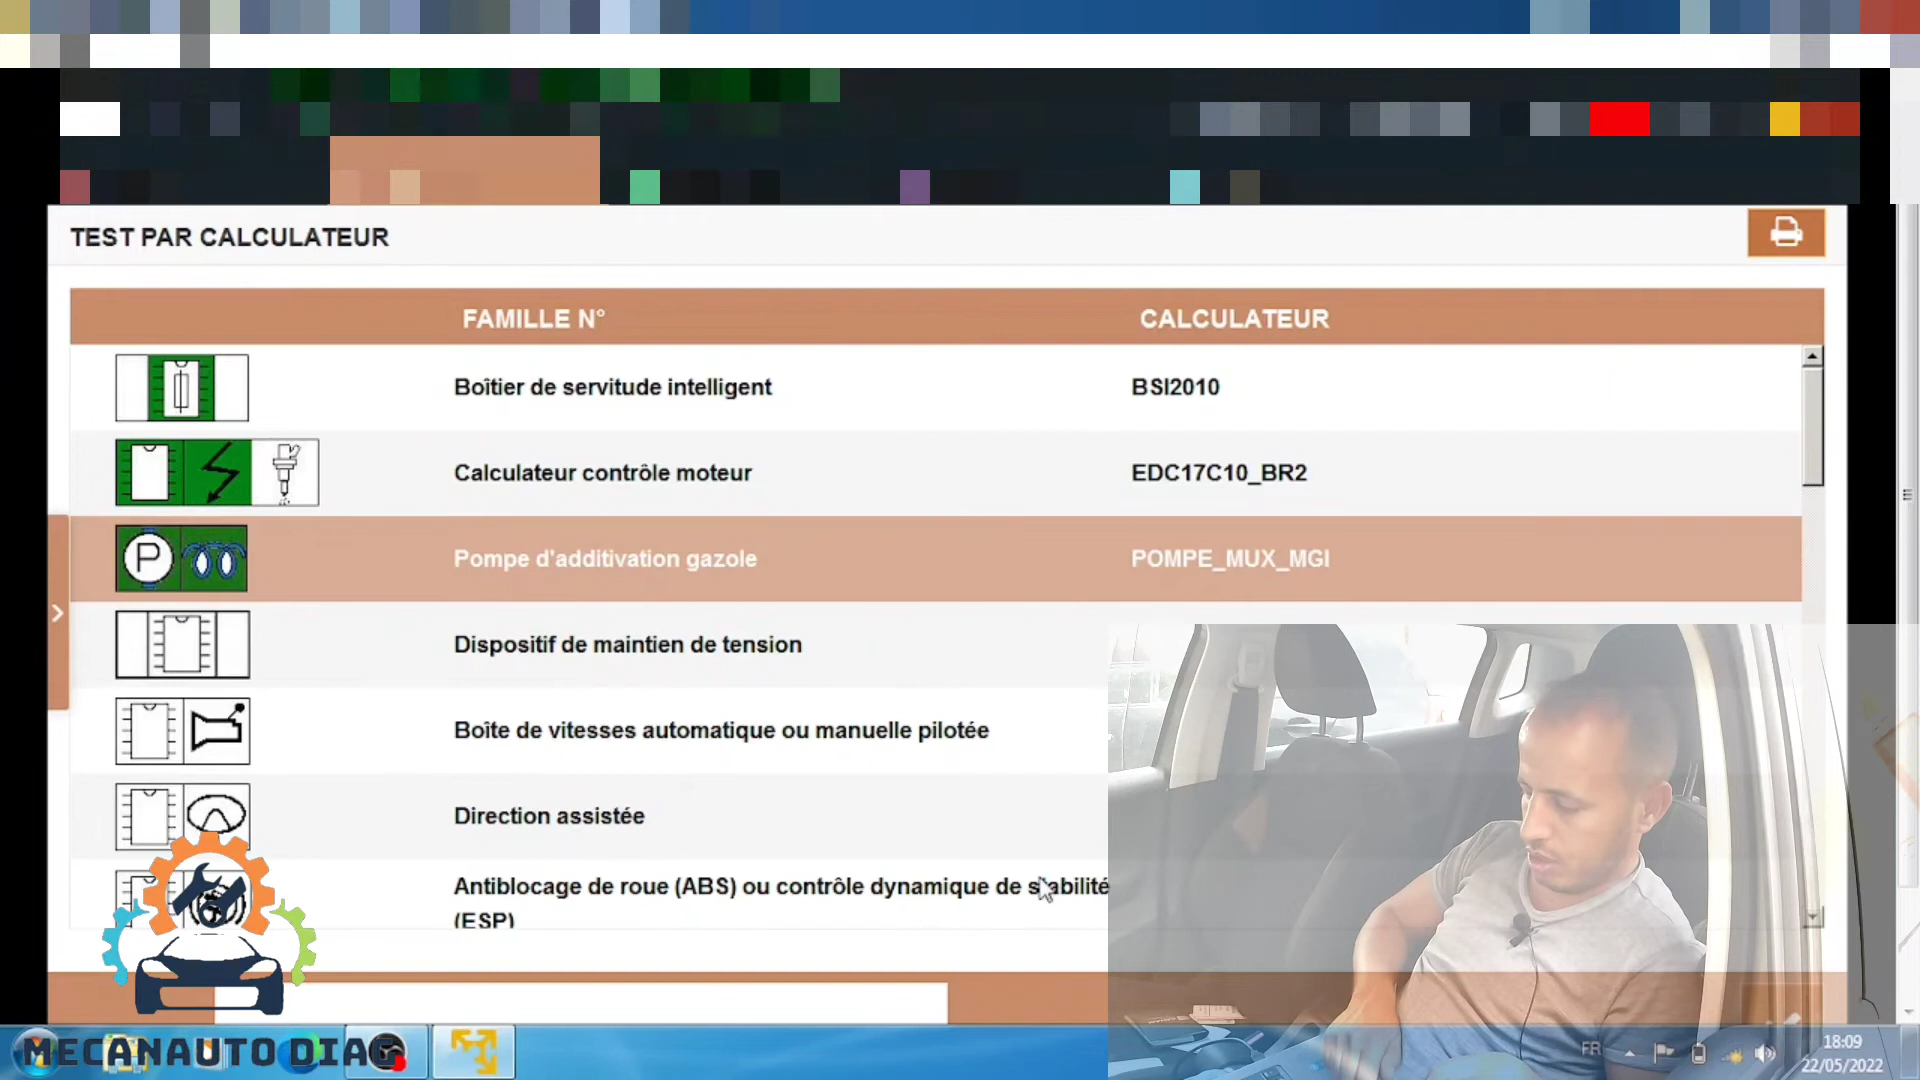 TEST PAR CALCULATEUR
FAMILLE N° CALCULATEUR
Boîtier de servitude intelligent BSI2010
Calculateur contrôle moteur EDC17C10_BR2
P Pompe d'additivation gazole POMPE_MUX_MGI
Dispositif de maintien de tension
Boîte de vitesses automatique ou manuelle pilotée
Direction assistée
Antiblocage de roue (ABS) ou contrôle dynamique de stabilité
(ESP)
MECANAUTO DIAG
FR 18:09
22/05/2022